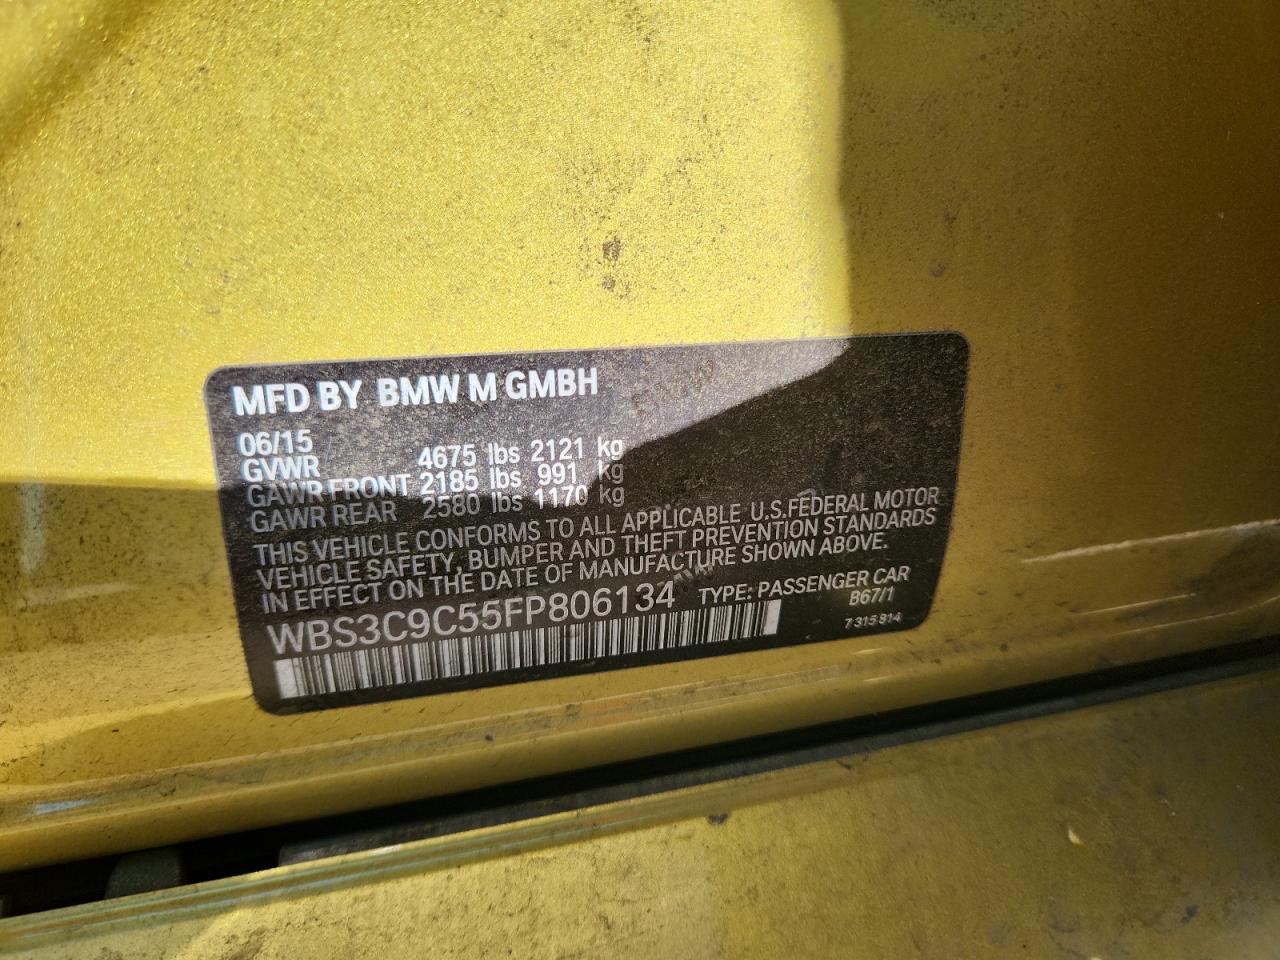 MFD BY BMW M GMBH
06/15
GVWR 4675 lbs 2121 kg
GAWR FRONT 2185 lbs 991 kg
GAWR REAR 2580 lbs 1170 kg
THIS VEHICLE CONFORMS TO ALL APPLICABLE U.S.FEDERAL MOTOR
VEHICLE SAFETY, BUMPER AND THEFT PREVENTION STANDARDS
IN EFFECT ON THE DATE OF MANUFACTURE SHOWN ABOVE.
WBS3C9C55FP806134 TYPE: PASSENGER CAR
B67/1
7 315 814